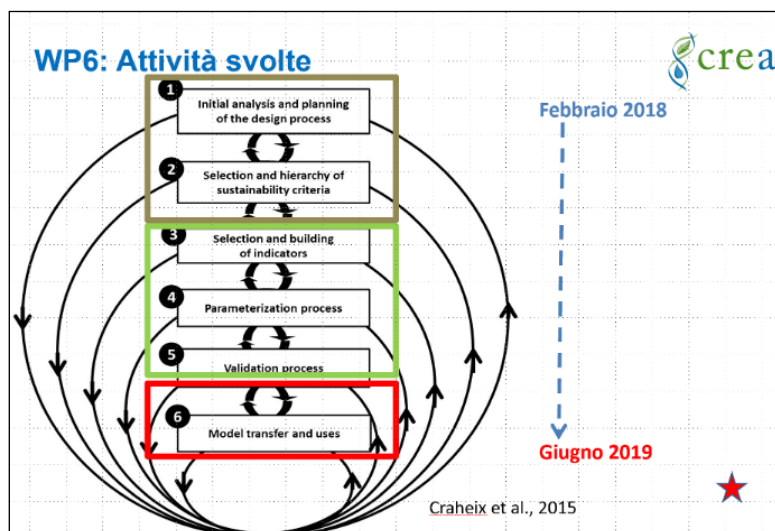 WP6: Attività svolte
crea
Febbraio 2018
1
Initial analysis and planning
of the design process
2
Selection and hierarchy of
sustainability criteria
3
Selection and building
of indicators
4
Parameterization process
5
Validation process
6
Model transfer and uses
Giugno 2019
Craheix et al., 2015